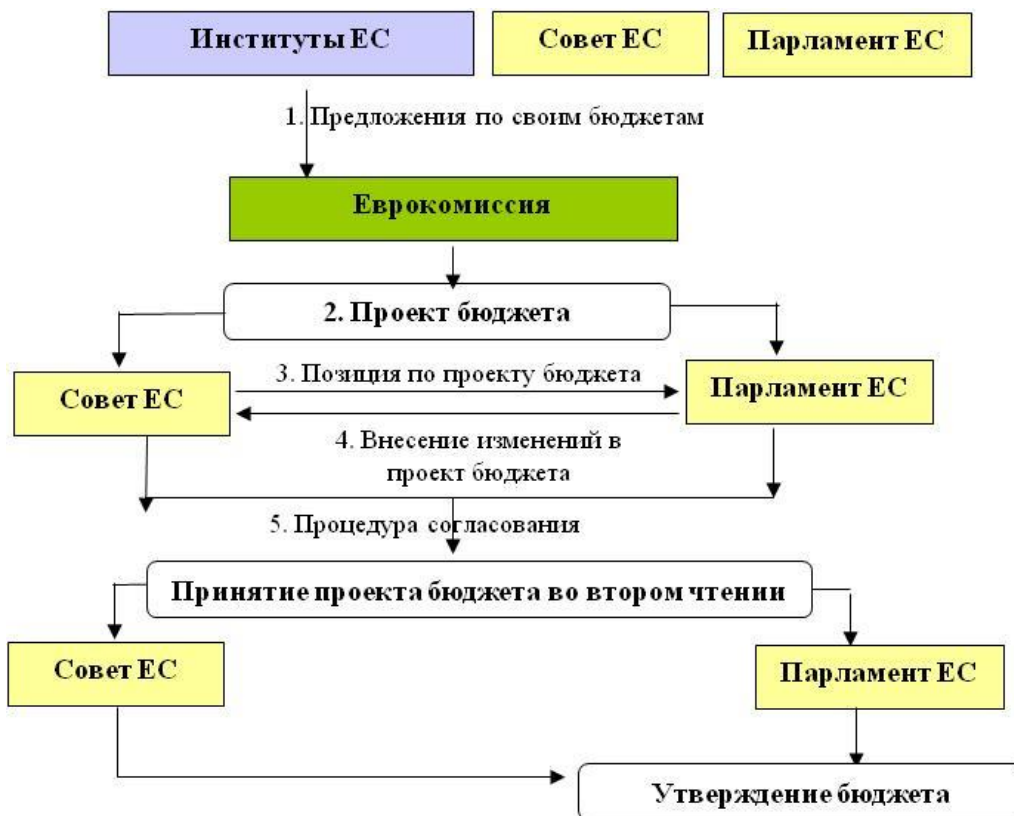 Институты ЕС
Совет ЕС
Парламент ЕС
1. Предложения по своим бюджетам
Еврокомиссия
2. Проект бюджета
3. Позиция по проекту бюджета
Совет ЕС
Парламент ЕС
4. Внесение изменений в
проект бюджета
5. Процедура согласования
Принятие проекта бюджета во втором чтении
Совет ЕС
Парламент ЕС
Утверждение бюджета